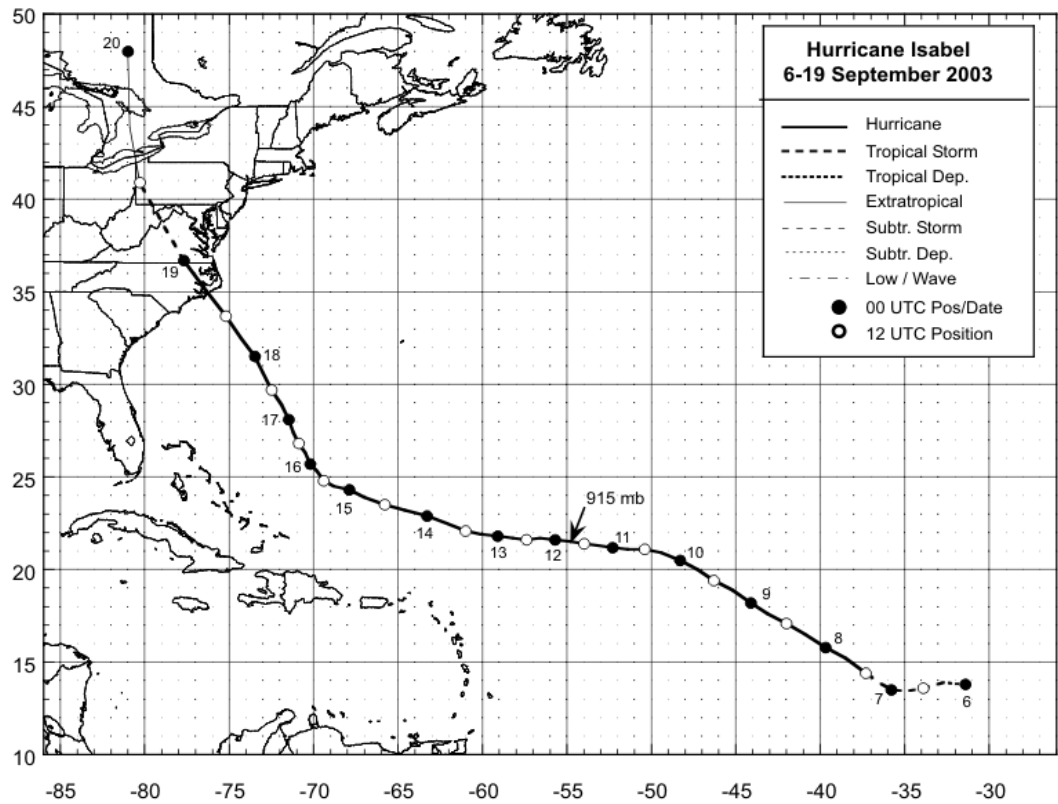 50
45
40
35
30
25
20
15
10
-85 -80 -75 -70 -65 -60 -55 -50 -45 -40 -35 -30
Hurricane Isabel
6-19 September 2003
Hurricane
Tropical Storm
Tropical Dep.
Extratropical
Subtr. Storm
Subtr. Dep.
Low / Wave
00 UTC Pos/Date
12 UTC Position
20
19
18
17
16
15
14
13
12
915 mb
11
10
9
8
7
6